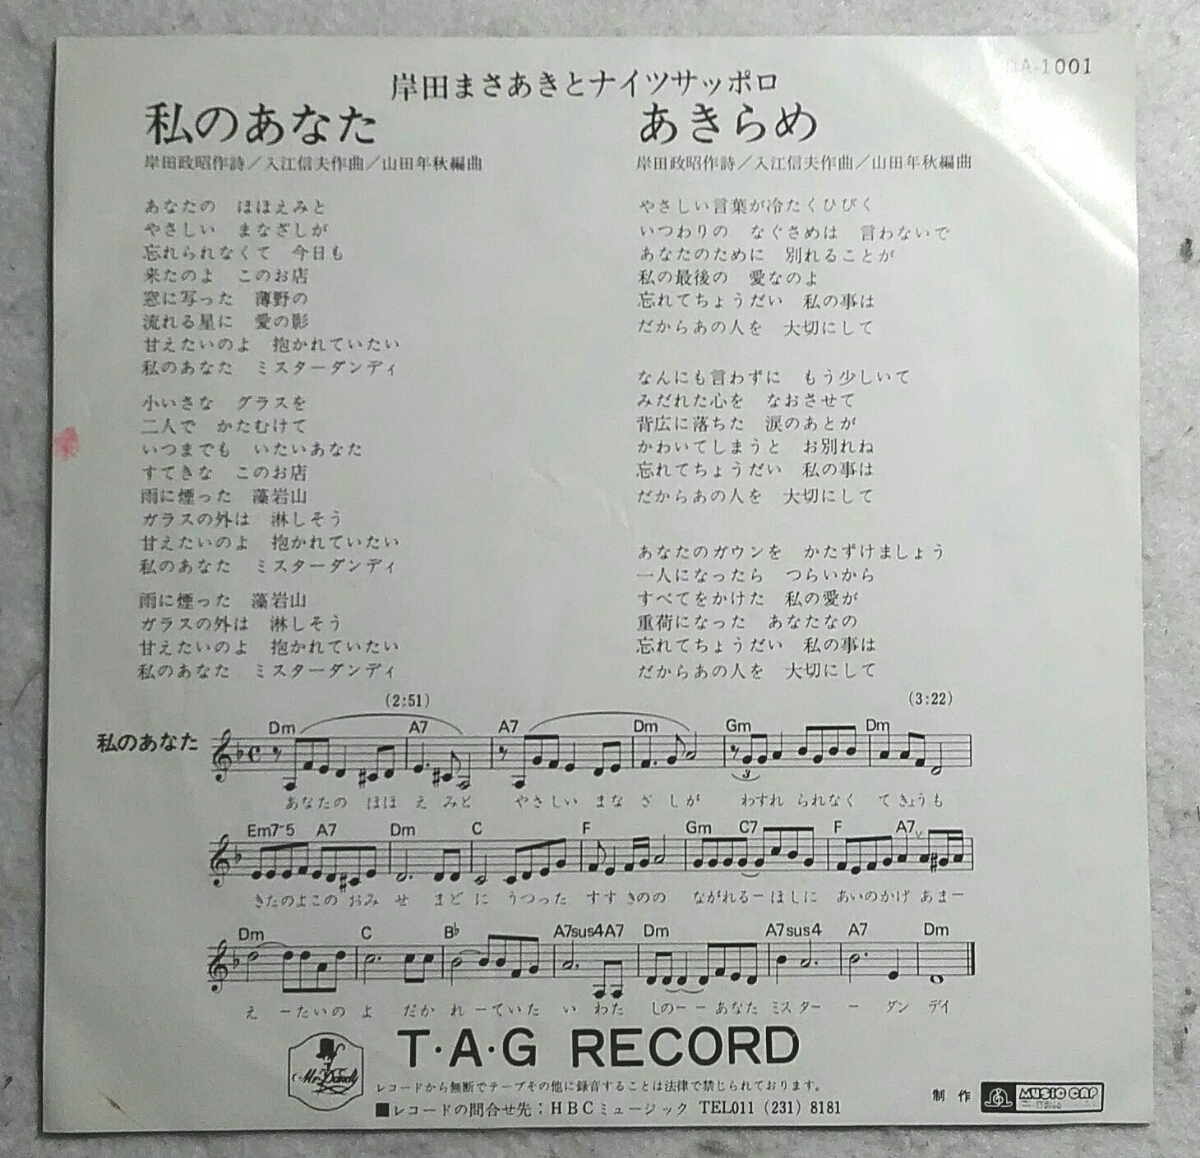 岸田まさあきとナイツサッポロ
A-1001
私のあなた
岸田政昭作詩／入江信夫作曲／山田年秋編曲
あなたの　ほほえみと
やさしい　まなざしが
忘れられなくて　今日も
来たのよ　このお店
窓に写った　薄野の
流れる星に　愛の影
甘えたいのよ　抱かれていたい
私のあなた　ミスターダンディ
小いさな　グラスを
二人で　かたむけて
いつまでも　いたいあなた
すてきな　このお店
雨に煙った　藻岩山
ガラスの外は　淋しそう
甘えたいのよ　抱かれていたい
私のあなた　ミスターダンディ
雨に煙った　藻岩山
ガラスの外は　淋しそう
甘えたいのよ　抱かれていたい
私のあなた　ミスターダンディ
(2:51)
あきらめ
岸田政昭作詩／入江信夫作曲／山田年秋編曲
やさしい言葉が冷たくひびく
いつわりの　なぐさめは　言わないで
あなたのために　別れることが
私の最後の　愛なのよ
忘れてちょうだい　私の事は
だからあの人を　大切にして
なんにも言わずに　もう少しいて
みだれた心を　なおさせて
背広に落ちた　涙のあとが
かわいてしまうと　お別れね
忘れてちょうだい　私の事は
だからあの人を　大切にして
あなたのガウンを　かたずけましょう
一人になったら　つらいから
すべてをかけた　私の愛が
重荷になった　あなたなの
忘れてちょうだい　私の事は
だからあの人を　大切にして
(3:22)
私のあなた
Dm A7 A7 Dm Gm Dm
3
あなたの ほほ え みと やさしい まな ざ しが わすれ られなく て きょうも
Em7-5 A7 Dm C F Gm C7 F A7
きたのよこの おみ せ まど に うつった すす きのの ながれるー ほしに あいのかげ あまー
Dm C B♭ A7sus4 A7 Dm A7sus4 A7 Dm
え ーたいの よ だか れ ーていた い わた しのーー あなた ミスター ー ダン デイ
Mr. Dandy
T・A・G RECORD
レコードから無断でテープその他に録音することは法律で禁じられております。
■レコードの問合せ先：HBCミュージック TEL011 (231) 8181
制作
MUSIC CAP